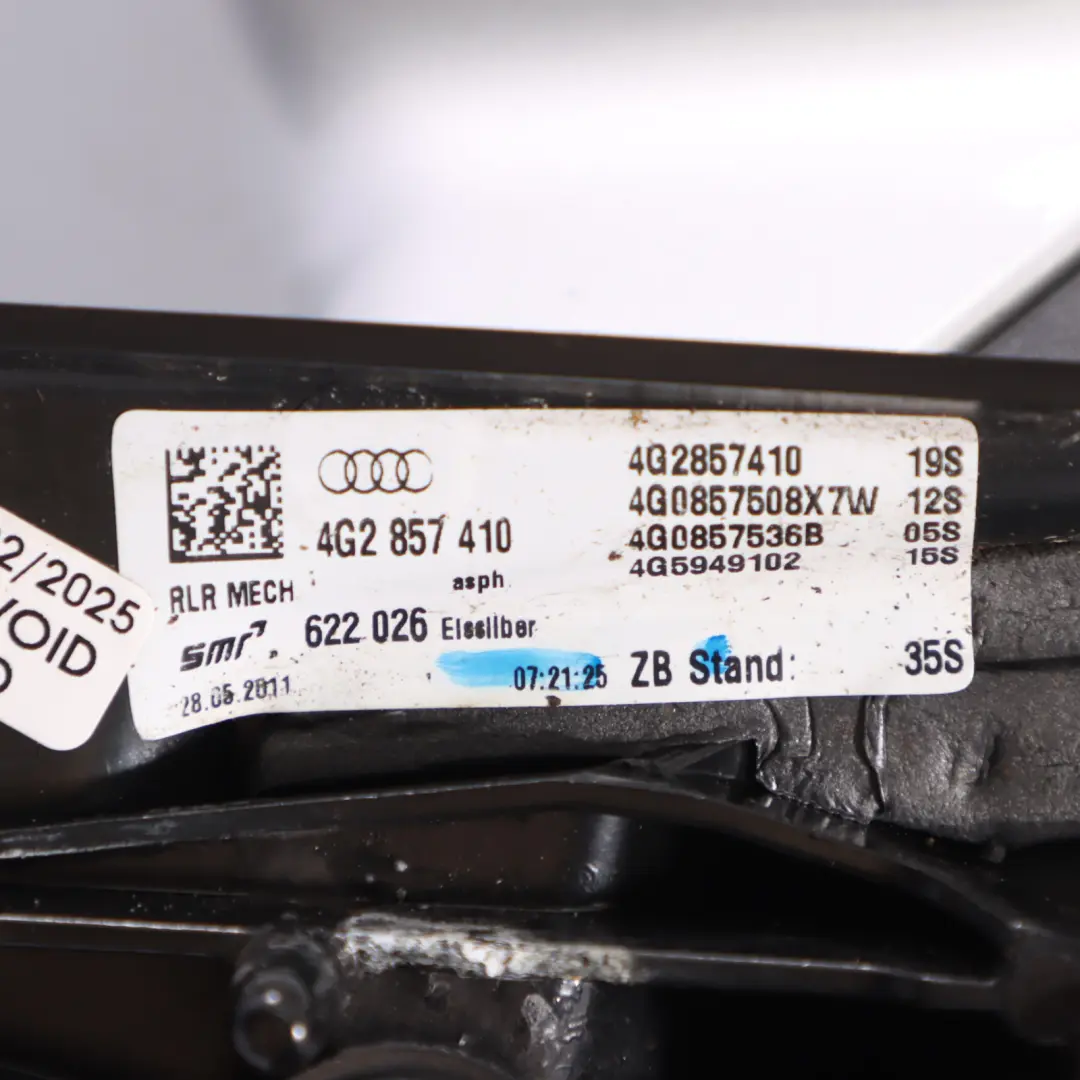 4G2 857 410
RLR MECH
asph
smr
622 026 Eissilber
28.05.2011
07:21:25
4G2857410 19S
4G0857508X7W 12S
4G0857536B 05S
4G5949102 15S
ZB Stand: 35S
2/2025
VOID